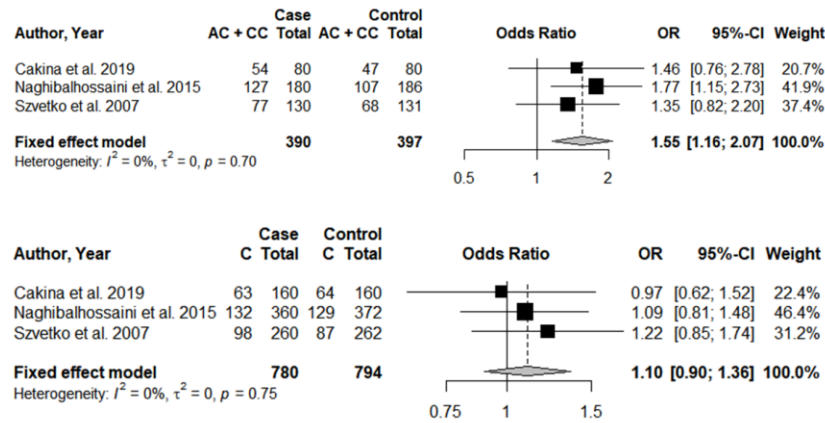 Case Control
Author, Year AC + CC Total AC + CC Total Odds Ratio OR 95%-CI Weight
Cakina et al. 2019 54 80 47 80 1.46 [0.76; 2.78] 20.7%
Naghibalhossaini et al. 2015 127 180 107 186 1.77 [1.15; 2.73] 41.9%
Szvetko et al. 2007 77 130 68 131 1.35 [0.82; 2.20] 37.4%
Fixed effect model 390 397 1.55 [1.16; 2.07] 100.0%
Heterogeneity: I² = 0%, τ² = 0, p = 0.70
0.5 1 2
Case Control
Author, Year C Total C Total Odds Ratio OR 95%-CI Weight
Cakina et al. 2019 63 160 64 160 0.97 [0.62; 1.52] 22.4%
Naghibalhossaini et al. 2015 132 360 129 372 1.09 [0.81; 1.48] 46.4%
Szvetko et al. 2007 98 260 87 262 1.22 [0.85; 1.74] 31.2%
Fixed effect model 780 794 1.10 [0.90; 1.36] 100.0%
Heterogeneity: I² = 0%, τ² = 0, p = 0.75
0.75 1 1.5